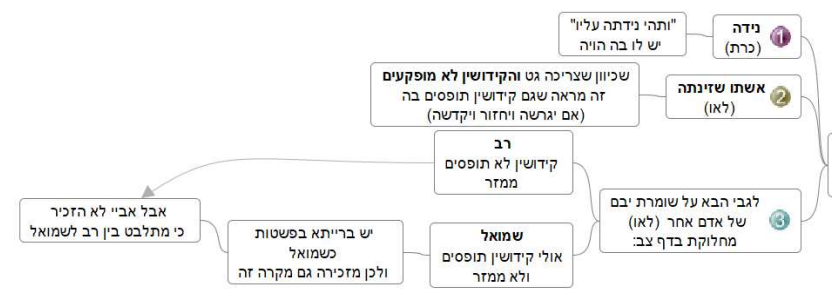 1
נידה
(כרת)
"ותהי נידתה עליו"
יש לו בה הויה
2
אשתו שזינתה
(לאו)
שכיוון שצריכה גט והקידושין לא מופקעים
זה מראה שגם קידושין תופסים בה
(אם יגרשה ויחזור ויקדשה)
3
לגבי הבא על שומרת יבם
של אדם אחר (לאו)
מחלוקת בדף צב:
רב
קידושין לא תופסים
ממזר
שמואל
אולי קידושין תופסים
ולא ממזר
יש ברייתא בפשטות
כשמואל
ולכן מזכירה גם מקרה זה
אבל אביי לא הזכיר
כי מתלבט בין רב לשמואל